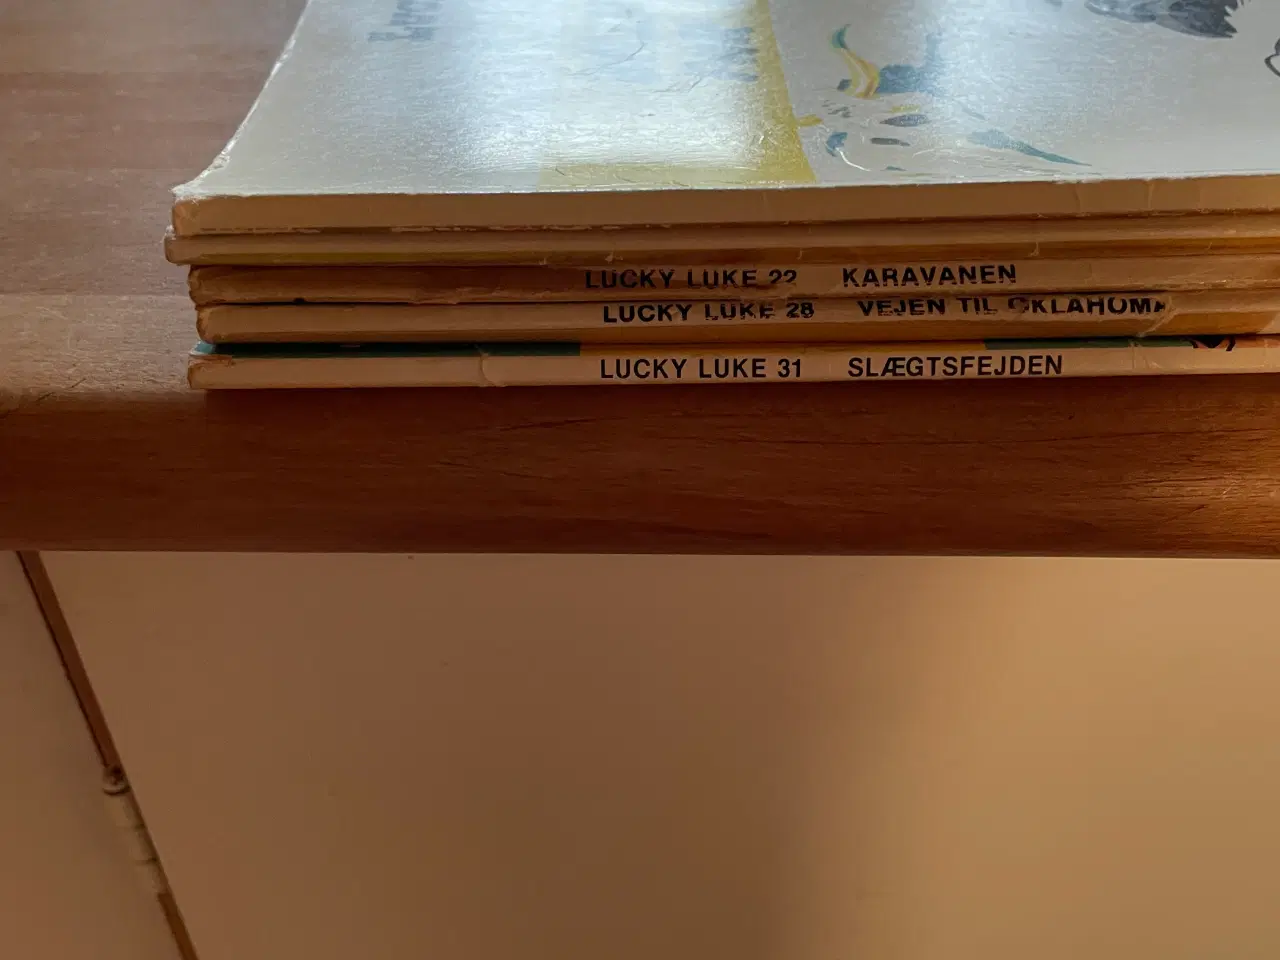 LUCKY LUKE 22 KARAVANEN
LUCKY LUKE 28 VEJEN TIL OKLAHOMA
LUCKY LUKE 31 SLÆGTSFEJDEN